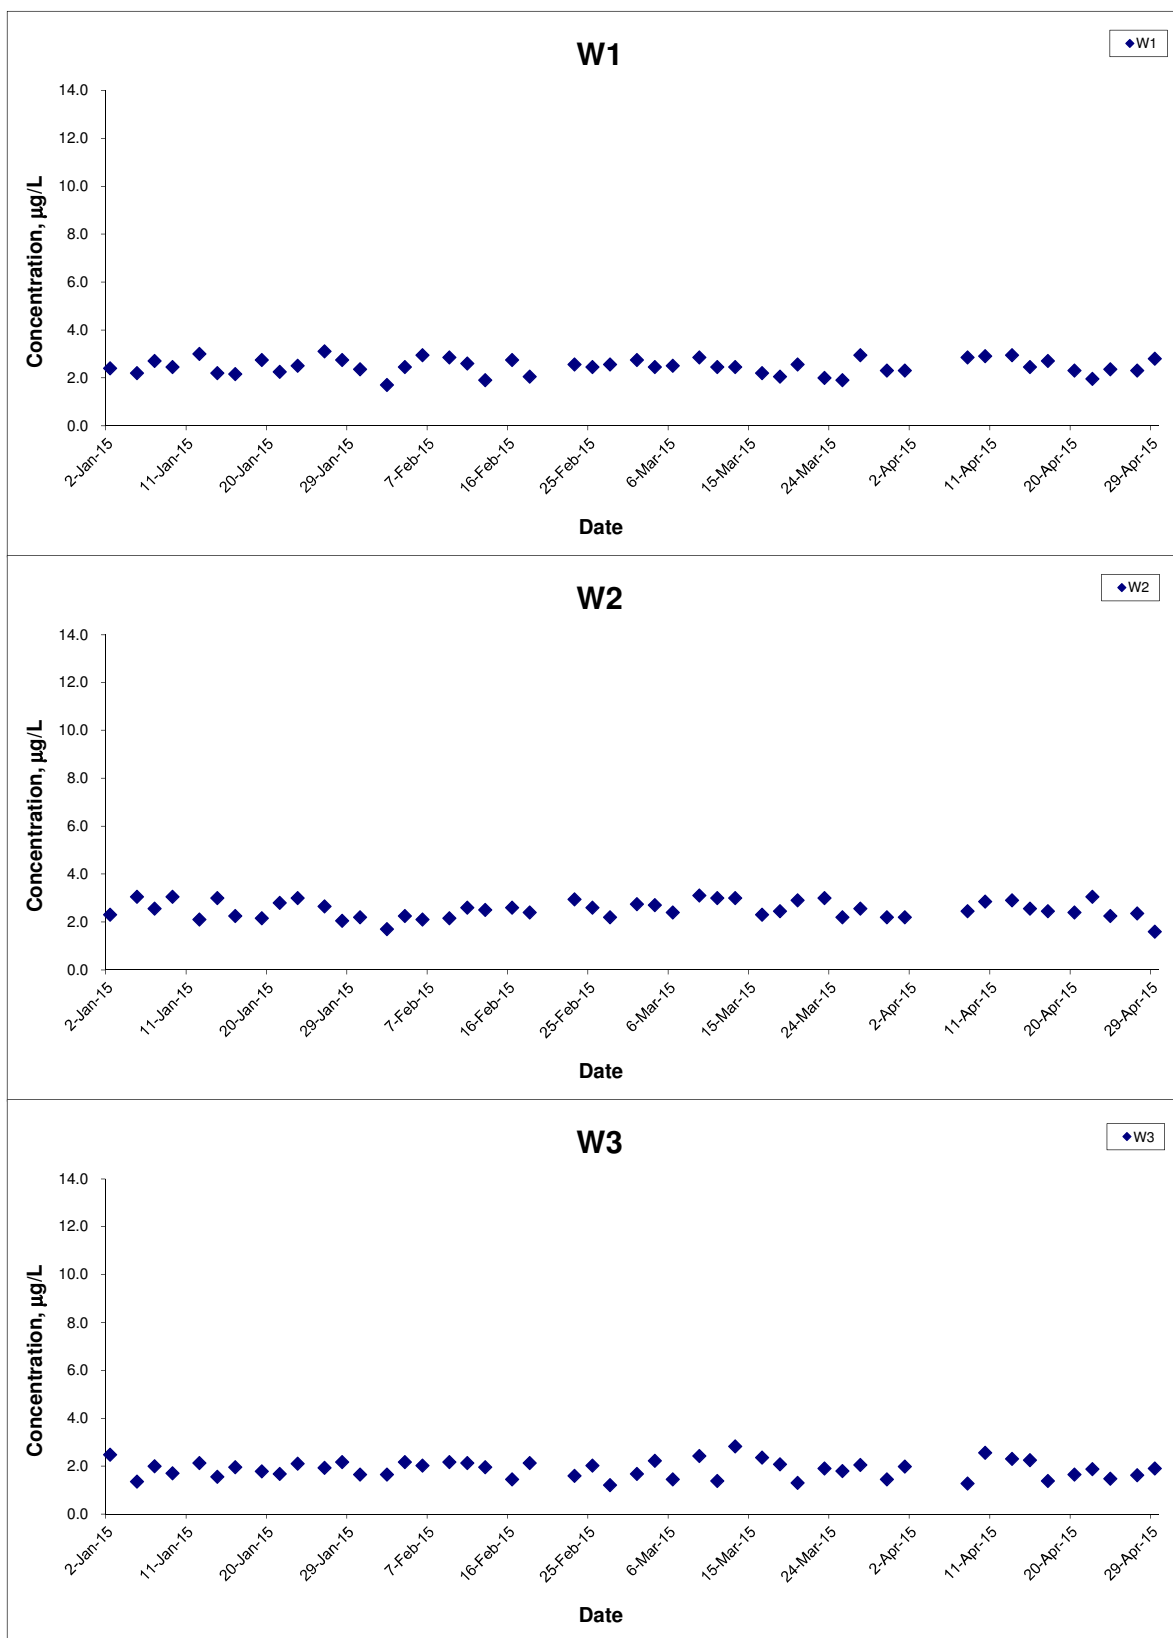 W1
W1
14.0
12.0
10.0
8.0
6.0
4.0
2.0
0.0
Concentration, µg/L
2-Jan-15
11-Jan-15
20-Jan-15
29-Jan-15
7-Feb-15
16-Feb-15
25-Feb-15
6-Mar-15
15-Mar-15
24-Mar-15
2-Apr-15
11-Apr-15
20-Apr-15
29-Apr-15
Date
W2
W2
14.0
12.0
10.0
8.0
6.0
4.0
2.0
0.0
Concentration, µg/L
2-Jan-15
11-Jan-15
20-Jan-15
29-Jan-15
7-Feb-15
16-Feb-15
25-Feb-15
6-Mar-15
15-Mar-15
24-Mar-15
2-Apr-15
11-Apr-15
20-Apr-15
29-Apr-15
Date
W3
W3
14.0
12.0
10.0
8.0
6.0
4.0
2.0
0.0
Concentration, µg/L
2-Jan-15
11-Jan-15
20-Jan-15
29-Jan-15
7-Feb-15
16-Feb-15
25-Feb-15
6-Mar-15
15-Mar-15
24-Mar-15
2-Apr-15
11-Apr-15
20-Apr-15
29-Apr-15
Date